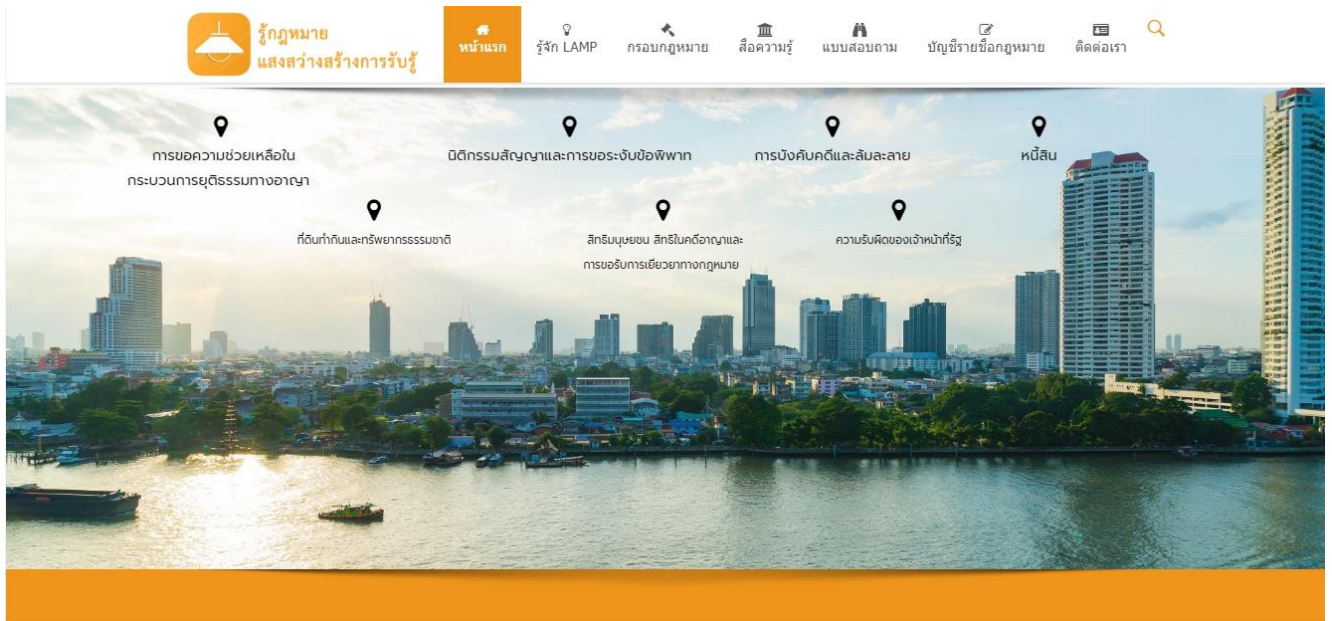 รู้กฎหมาย
แสงสว่างสร้างการรับรู้
หน้าแรก
รู้จัก LAMP
กรอบกฎหมาย
สื่อความรู้
แบบสอบถาม
บัญชีรายชื่อกฎหมาย
ติดต่อเรา
การขอความช่วยเหลือใน
กระบวนการยุติธรรมทางอาญา
นิติกรรมสัญญาและการขอระงับข้อพิพาท
การบังคับคดีและล้มละลาย
หนี้สิน
ที่ดินทำกินและทรัพยากรธรรมชาติ
สิทธิมนุษยชน สิทธิในคดีอาญาและ
การขอรับการเยียวยาทางกฎหมาย
ความรับผิดของเจ้าหน้าที่รัฐ